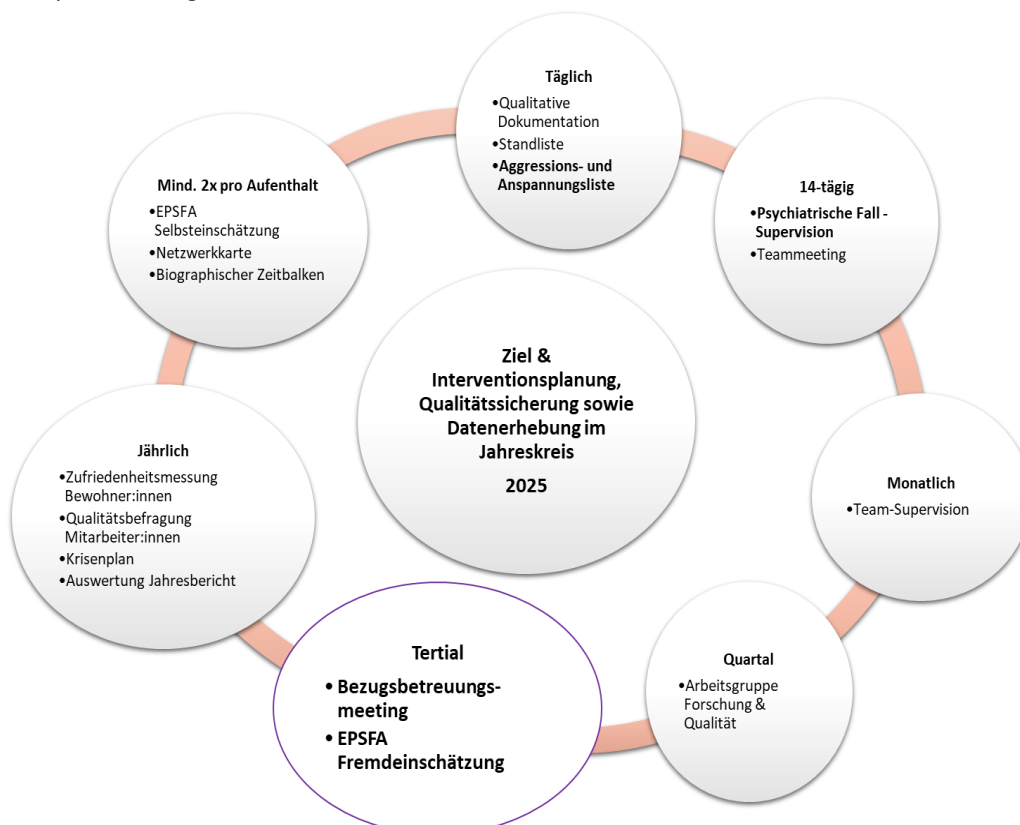 Täglich
•Qualitative
Dokumentation
•Standliste
•Aggressions- und
Anspannungsliste
14-tägig
•Psychiatrische Fall -
Supervision
•Teammeeting
Monatlich
•Team-Supervision
Quartal
•Arbeitsgruppe
Forschung &
Qualität
Tertial
• Bezugsbetreuungs-
meeting
• EPSFA
Fremdeinschätzung
Jährlich
•Zufriedenheitsmessung
Bewohner:innen
•Qualitätsbefragung
Mitarbeiter:innen
•Krisenplan
•Auswertung Jahresbericht
Mind. 2x pro Aufenthalt
•EPSFA
Selbsteinschätzung
•Netzwerkkarte
•Biographischer Zeitbalken
Ziel &
Interventionsplanung,
Qualitätssicherung sowie
Datenerhebung im
Jahreskreis
2025